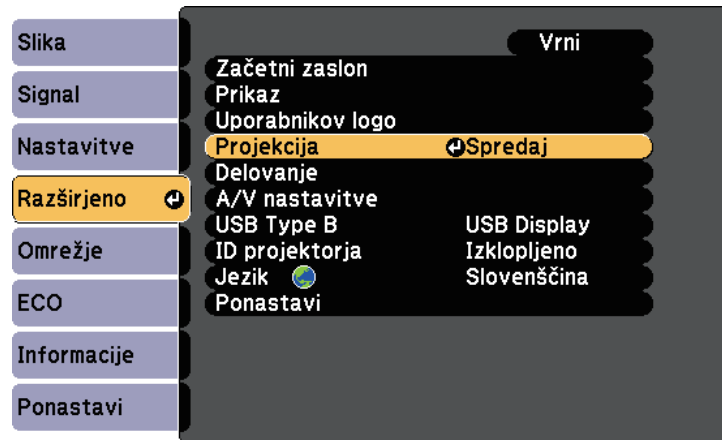 Slika
Signal
Nastavitve
Razširjeno
Omrežje
ECO
Informacije
Ponastavi
Vrni
Začetni zaslon
Prikaz
Uporabnikov logo
Projekcija Spredaj
Delovanje
A/V nastavitve
USB Type B USB Display
ID projektorja Izklopljeno
Jezik Slovenščina
Ponastavi